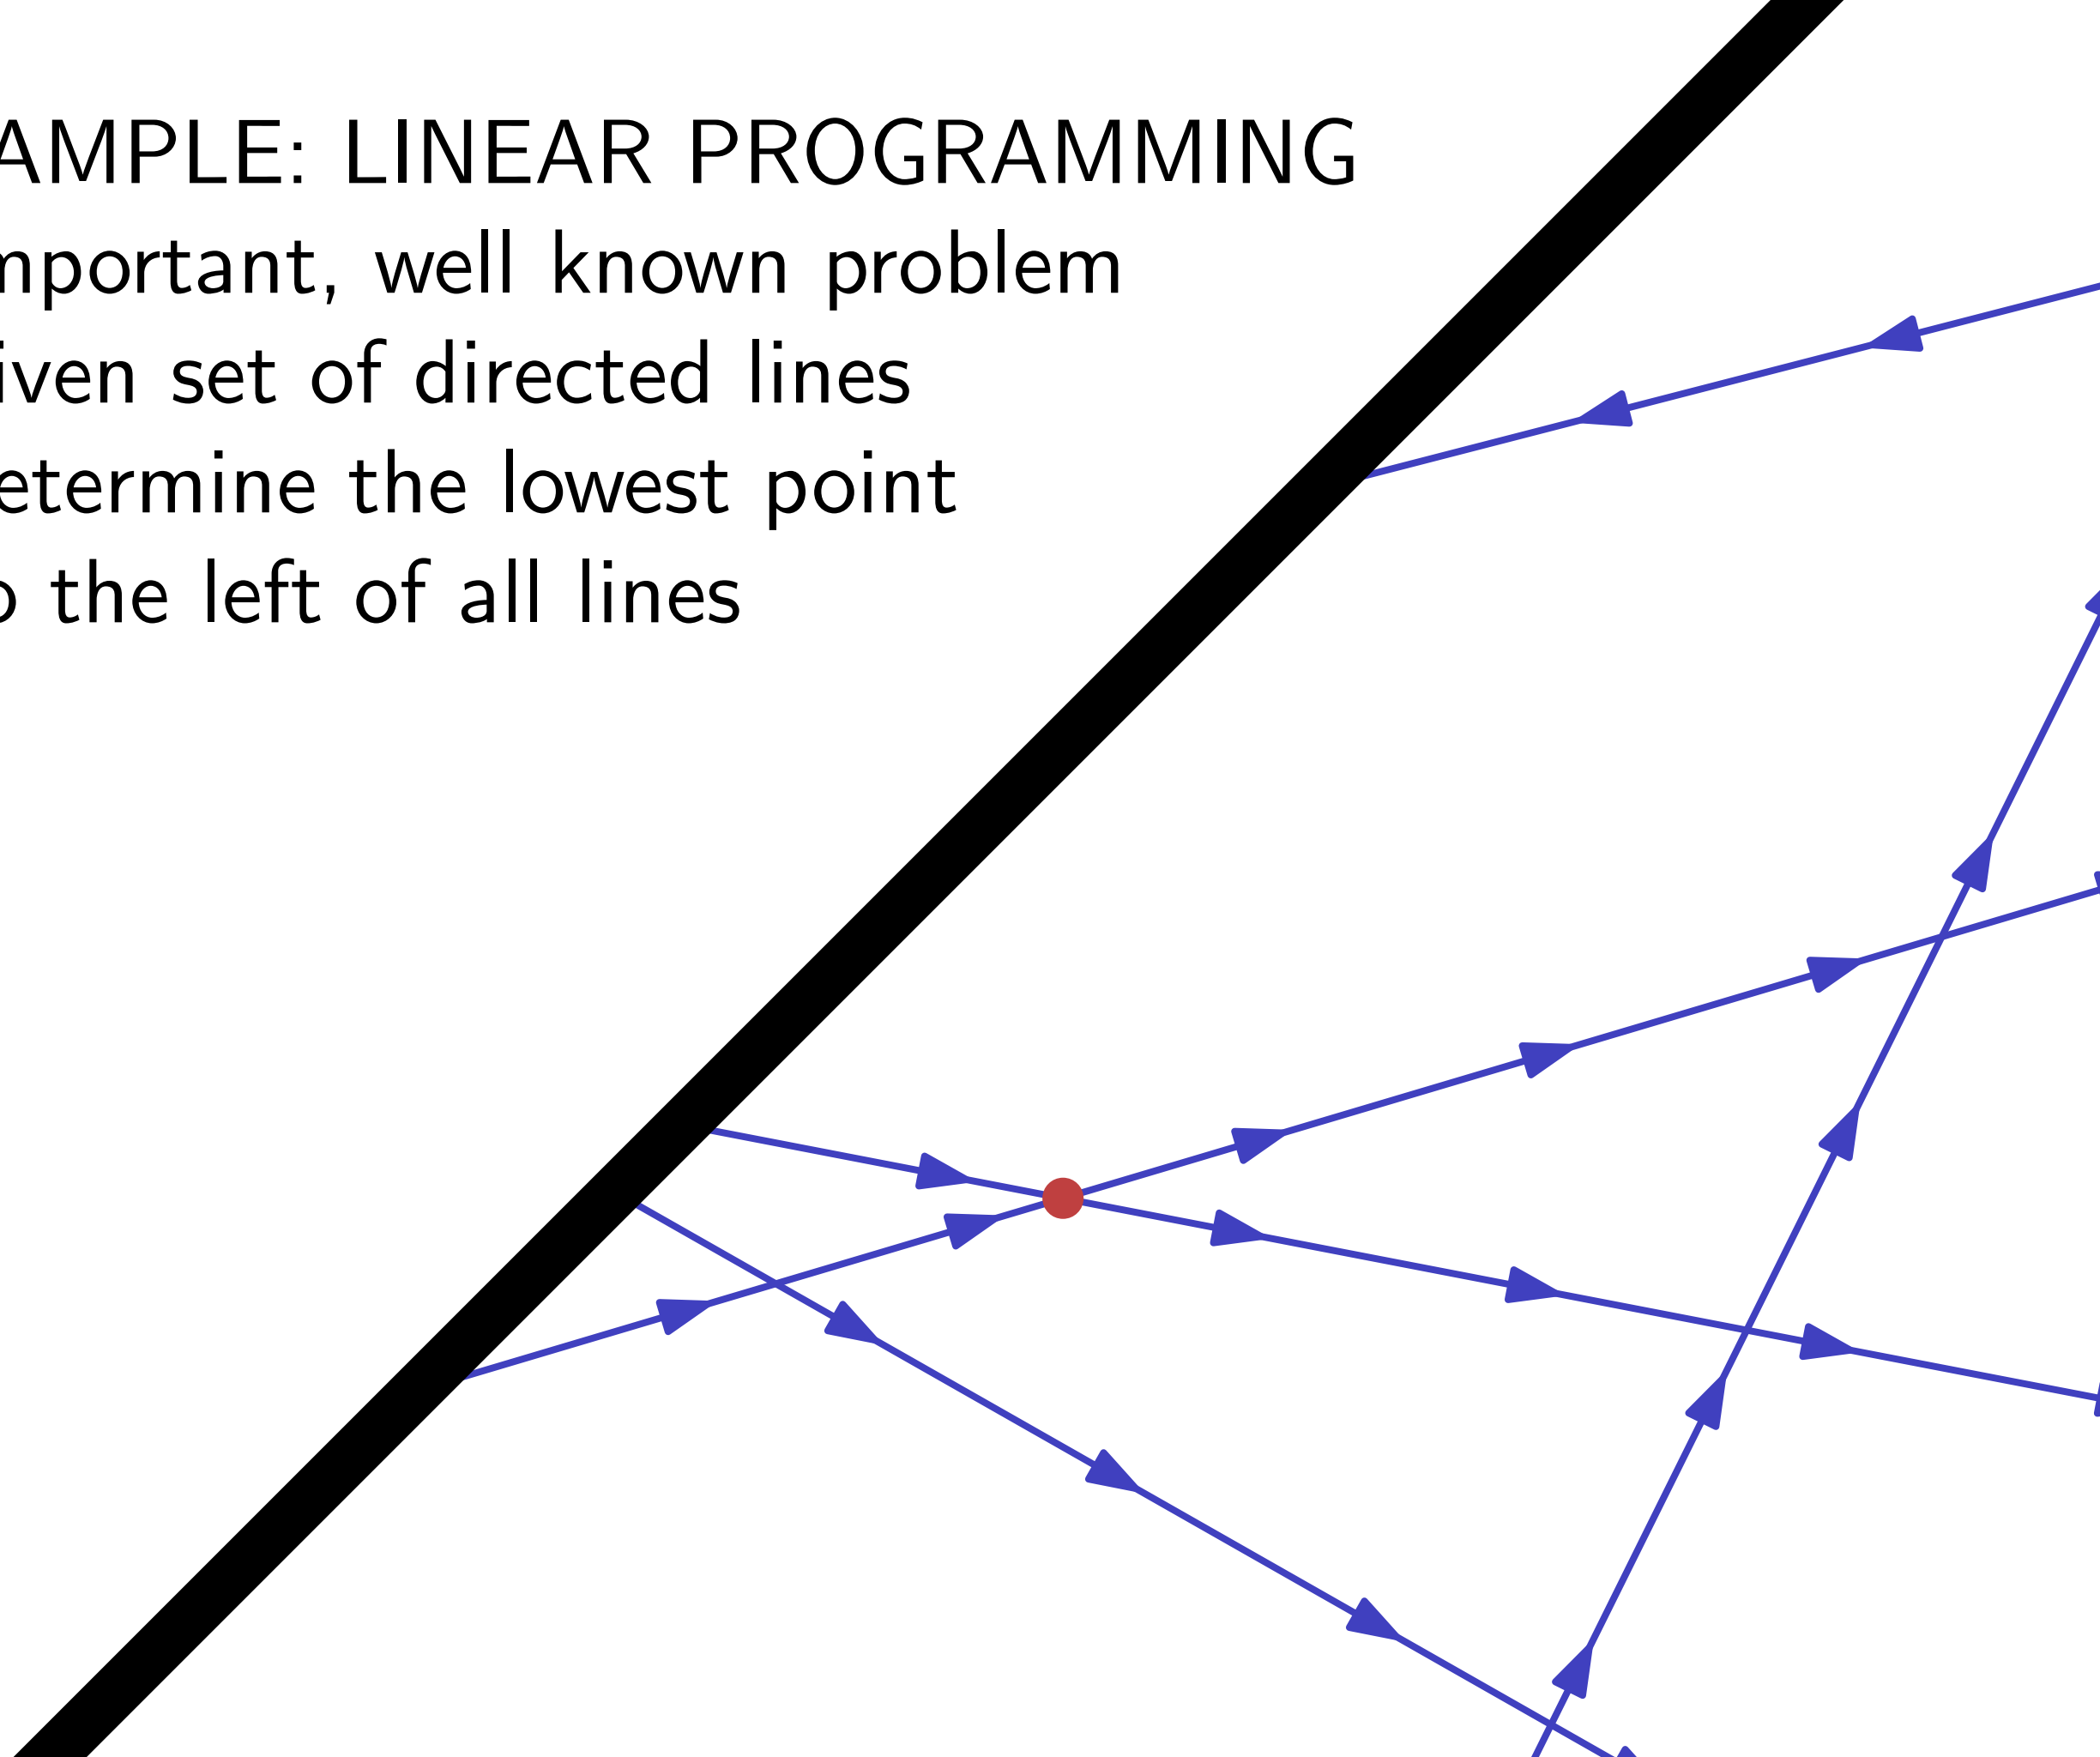 AMPLE: LINEAR PROGRAMMING
mportant, well known problem
iven set of directed lines
etermine the lowest point
o the left of all lines